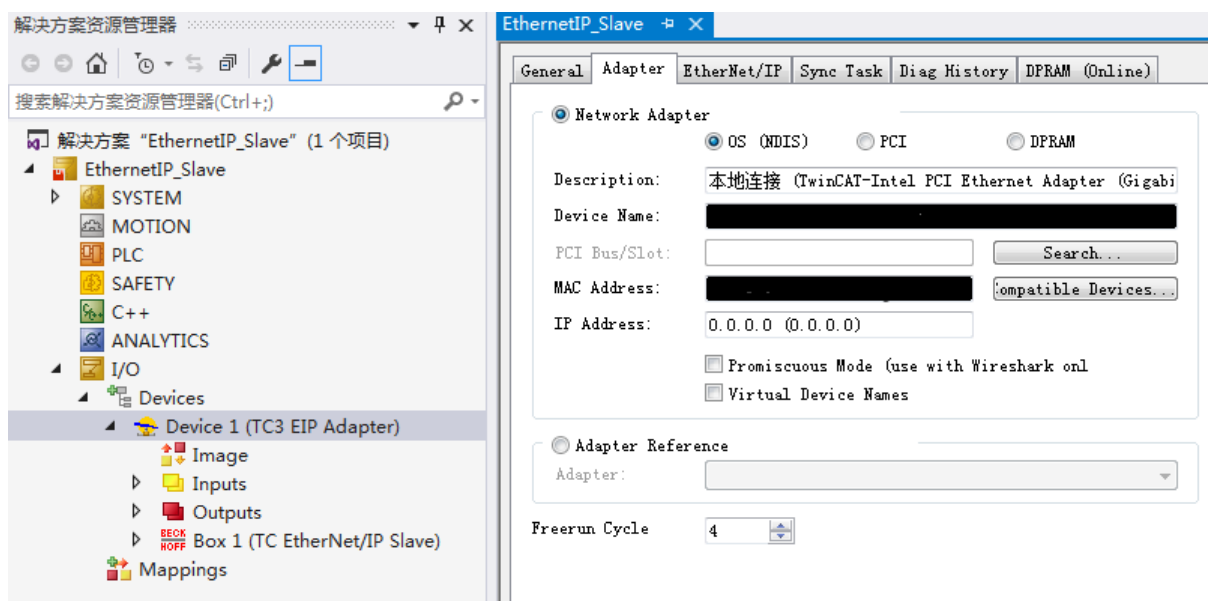 解决方案资源管理器
搜索解决方案资源管理器(Ctrl+;)
解决方案 "EthernetIP_Slave" (1 个项目)
EthernetIP_Slave
SYSTEM
MOTION
PLC
SAFETY
C++
ANALYTICS
I/O
Devices
Device 1 (TC3 EIP Adapter)
Image
Inputs
Outputs
BECK
HOFF
Box 1 (TC EtherNet/IP Slave)
Mappings
EthernetIP_Slave
General Adapter EtherNet/IP Sync Task Diag History DPRAM (Online)
Network Adapter
OS (NDIS) PCI DPRAM
Description: 本地连接 (TwinCAT-Intel PCI Ethernet Adapter (Gigabi
Device Name:
PCI Bus/Slot: Search...
MAC Address: ompatible Devices...
IP Address: 0.0.0.0 (0.0.0.0)
Promiscuous Mode (use with Wireshark onl
Virtual Device Names
Adapter Reference
Adapter:
Freerun Cycle 4